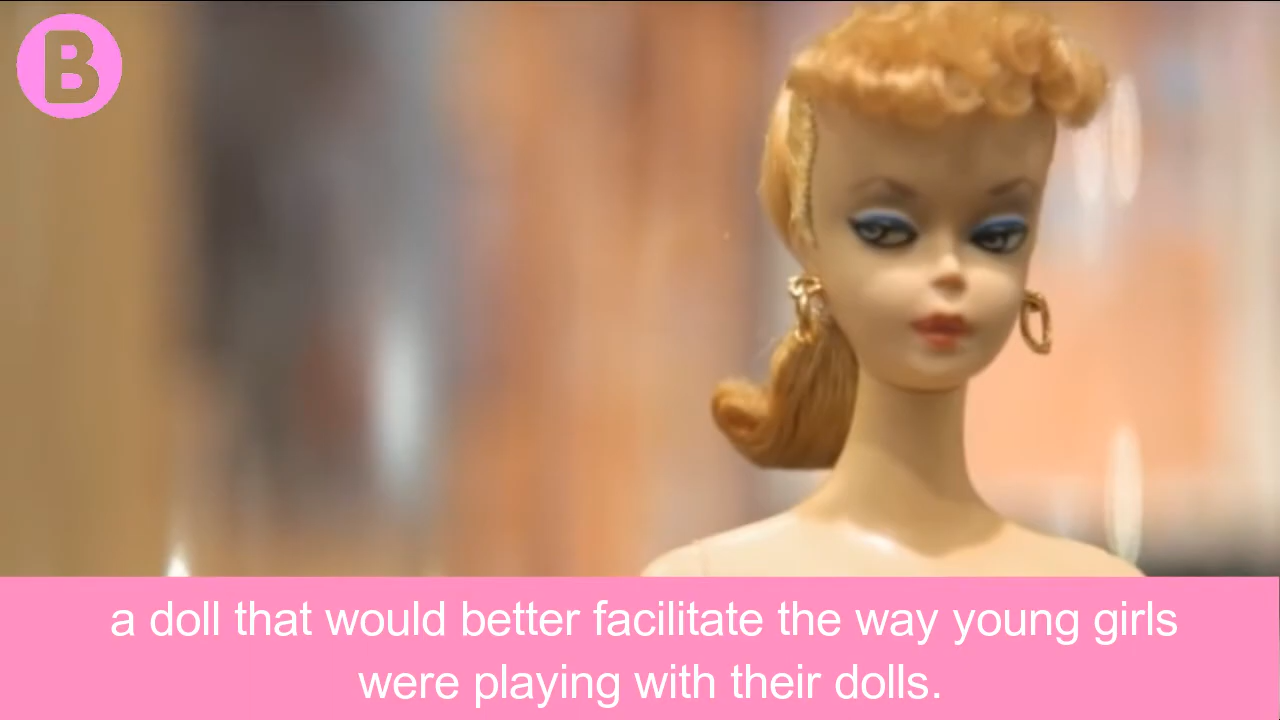 B
a doll that would better facilitate the way young girls
were playing with their dolls.